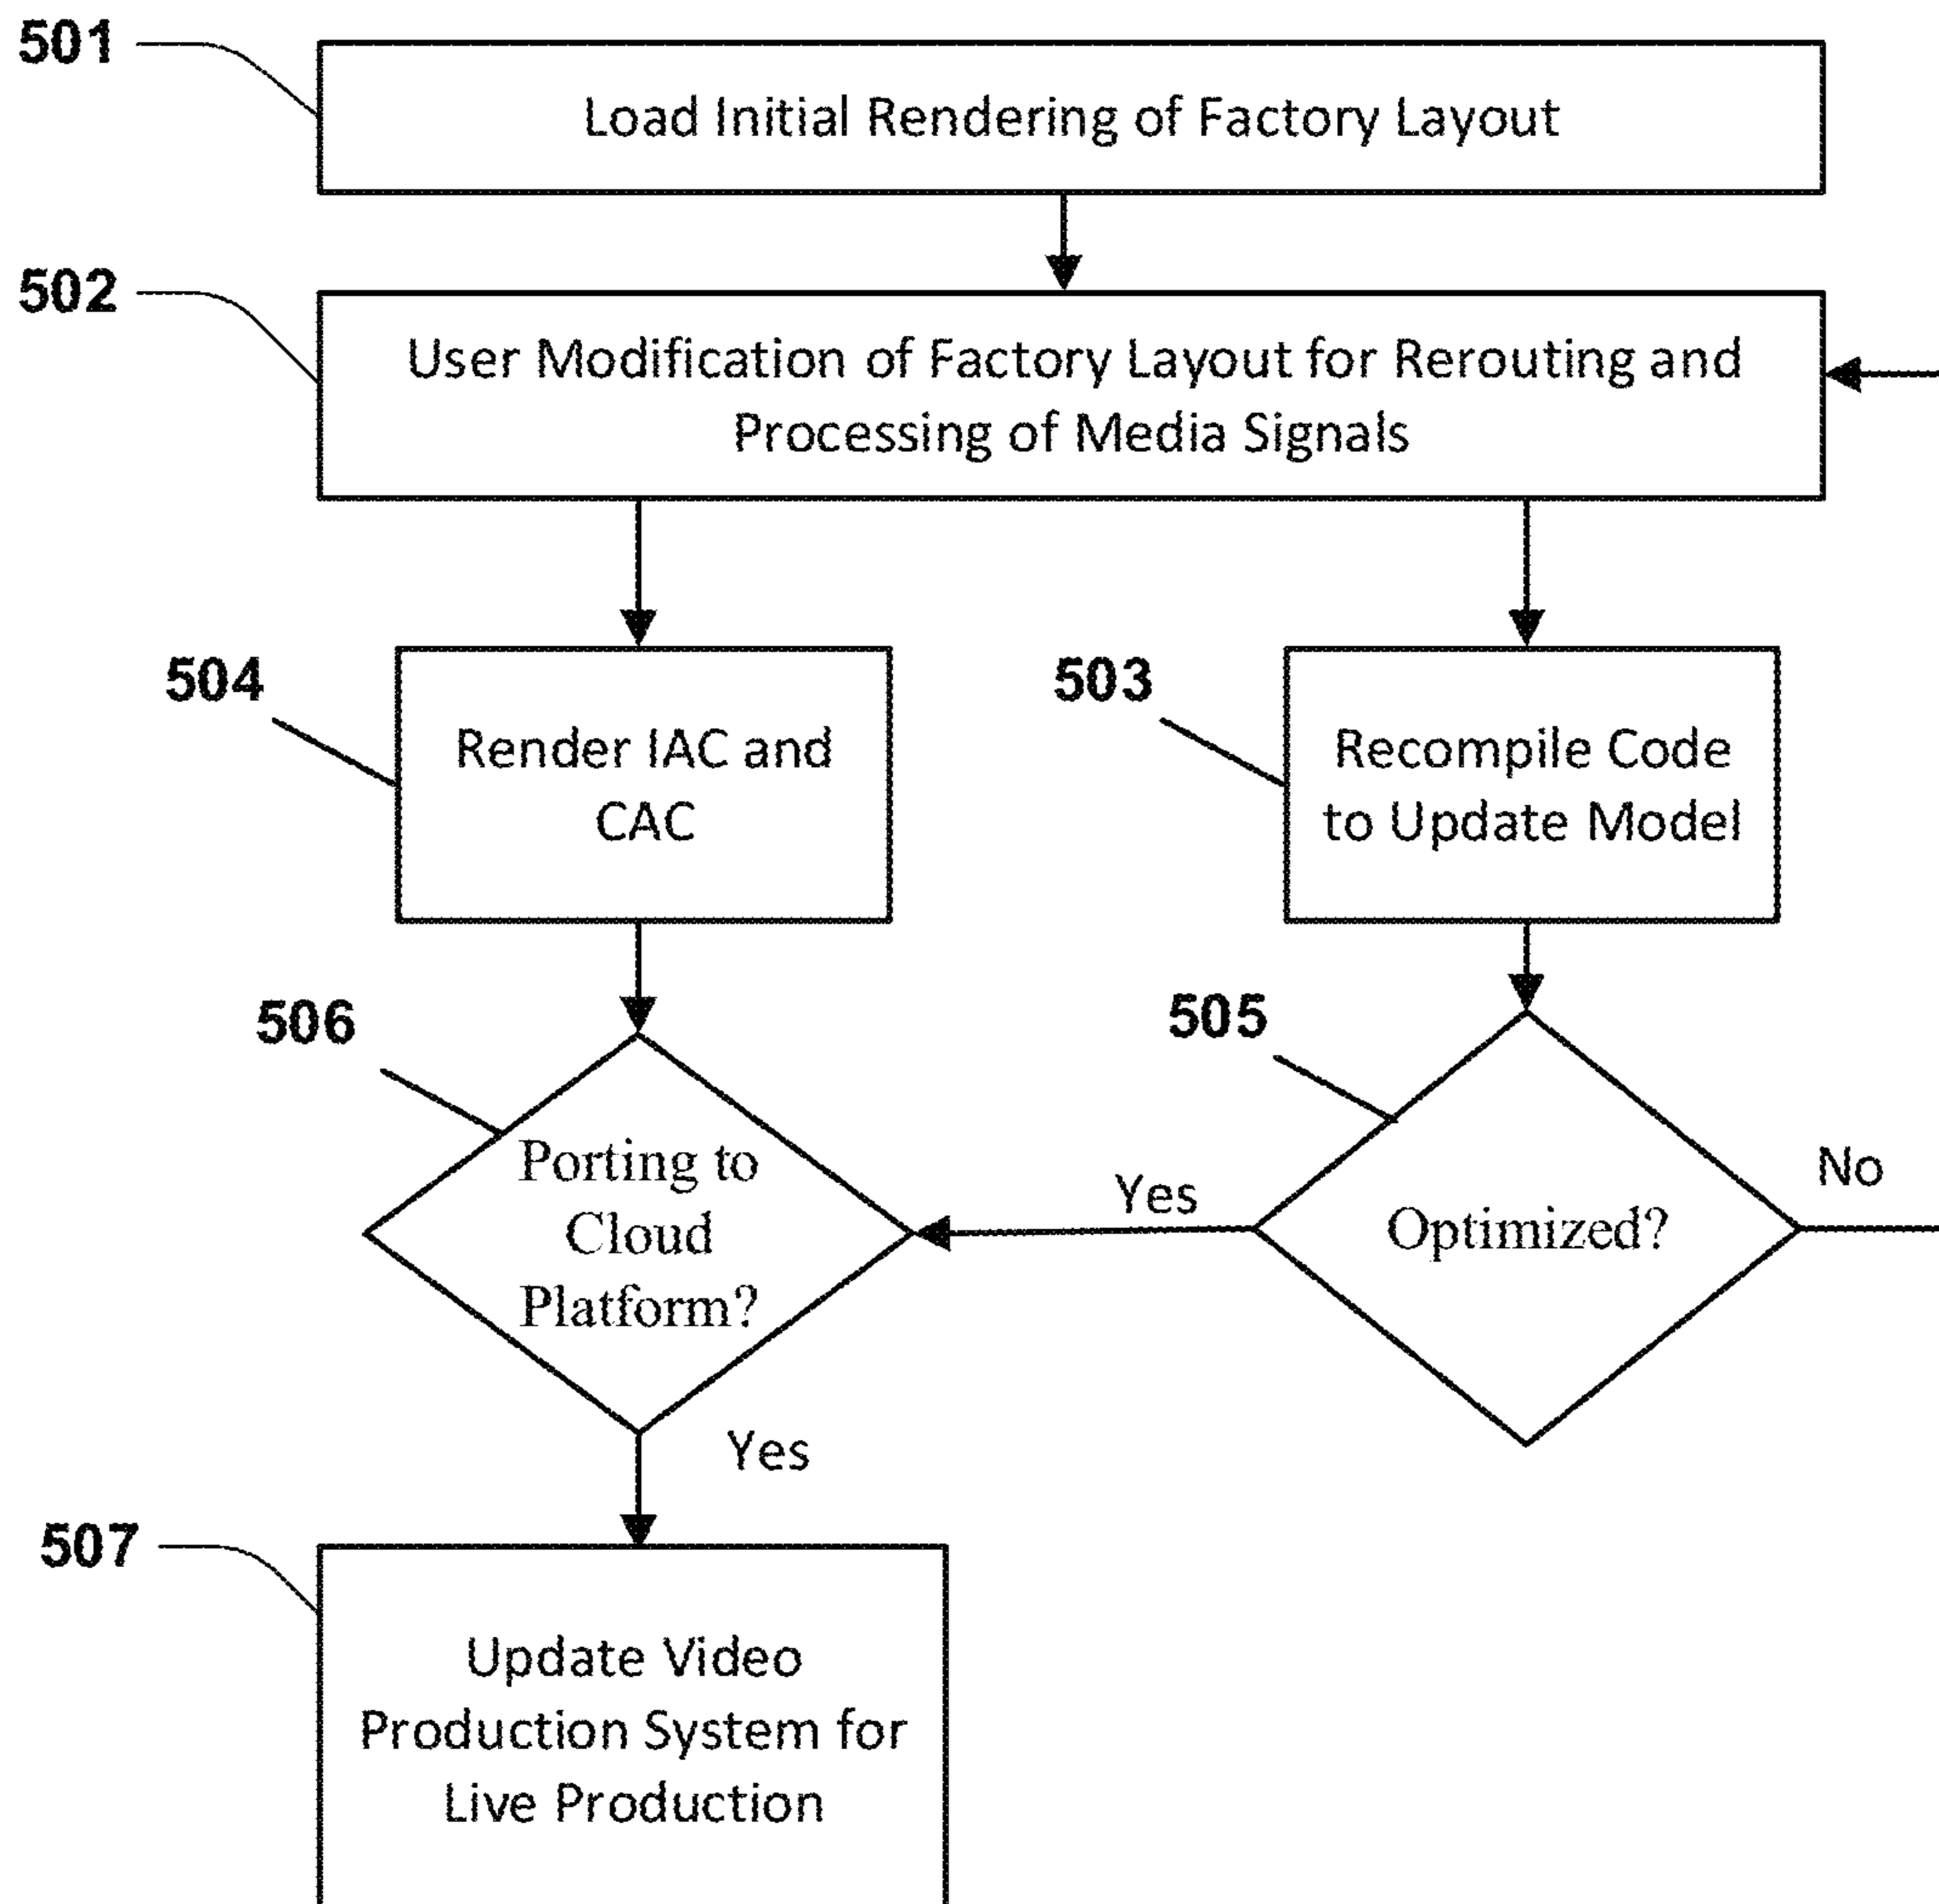 501
Load Initial Rendering of Factory Layout
502
User Modification of Factory Layout for Rerouting and
Processing of Media Signals
504
Render IAC and
CAC
503
Recompile Code
to Update Model
506
Porting to
Cloud
Platform?
505
Optimized?
Yes
No
Yes
507
Update Video
Production System for
Live Production